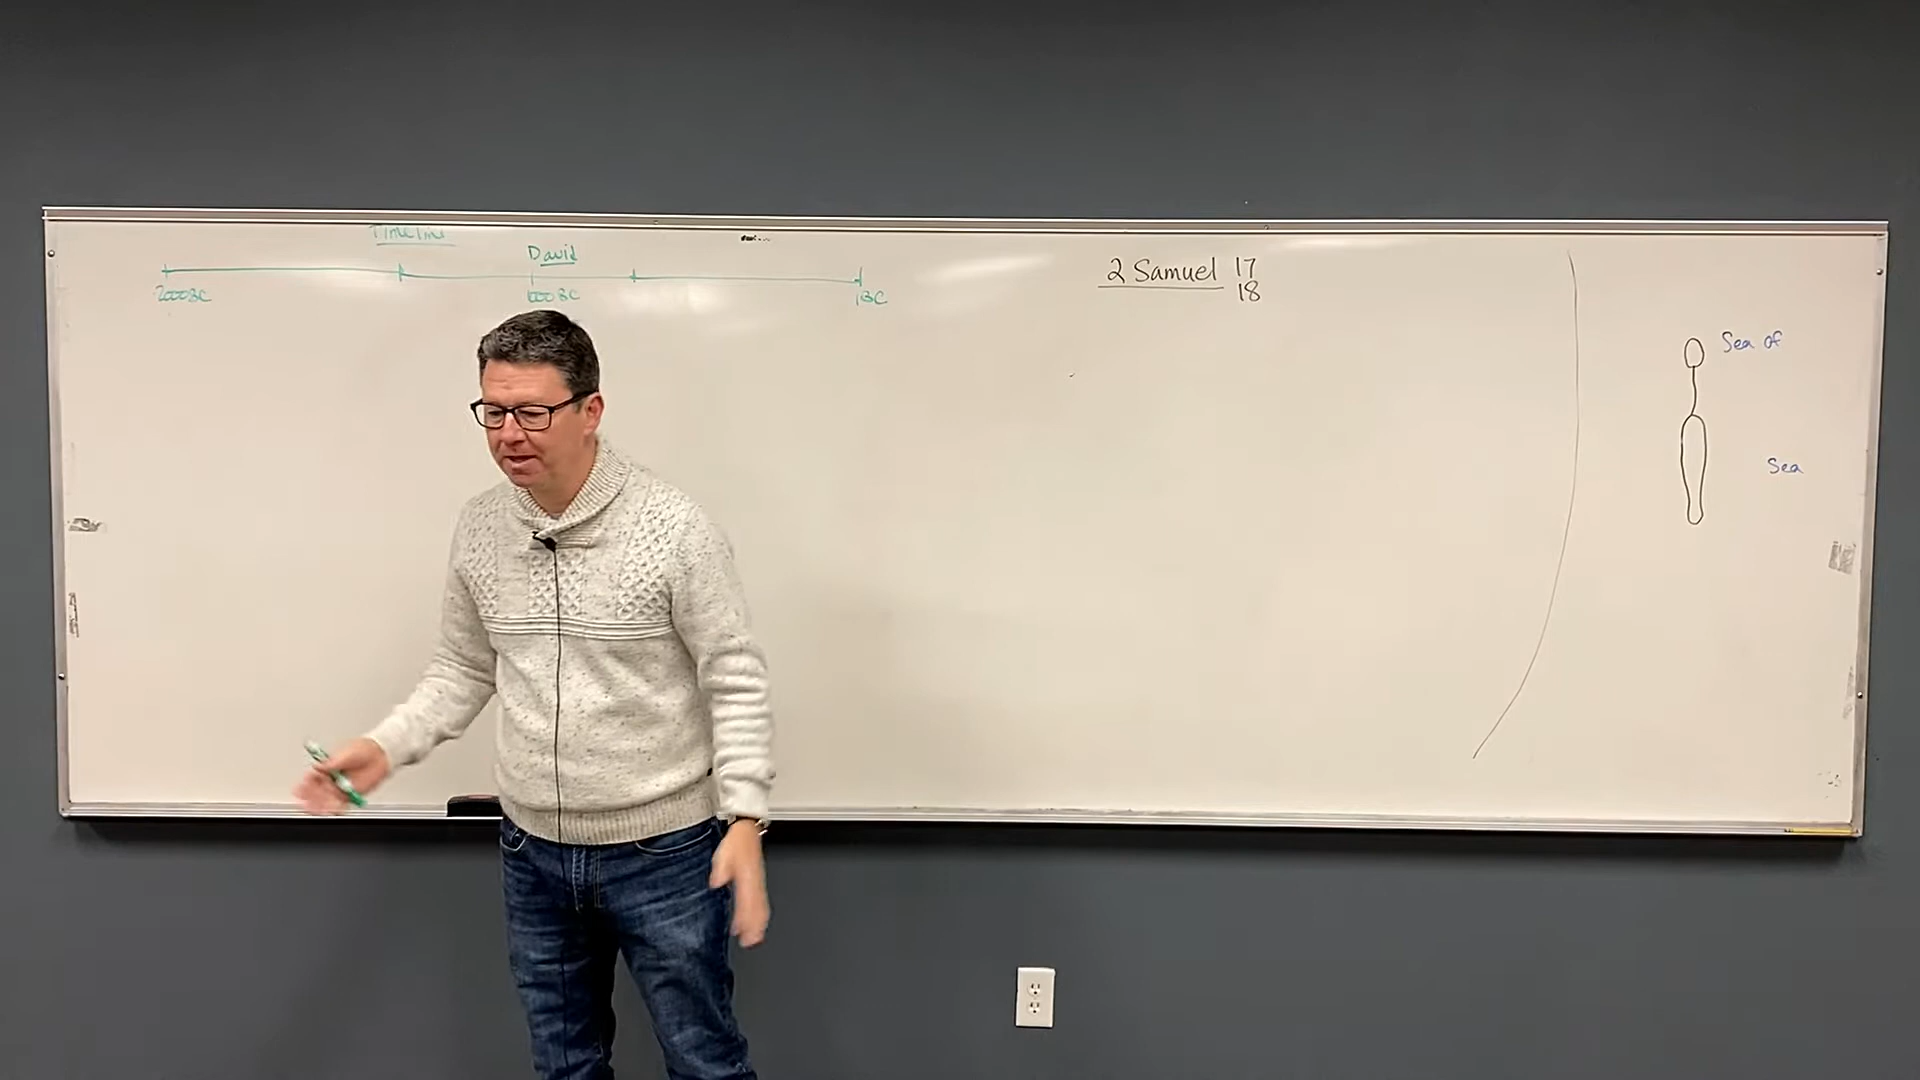 Timeline
David
2000BC
1000BC
1BC
2 Samuel 17
18
Sea of
Sea